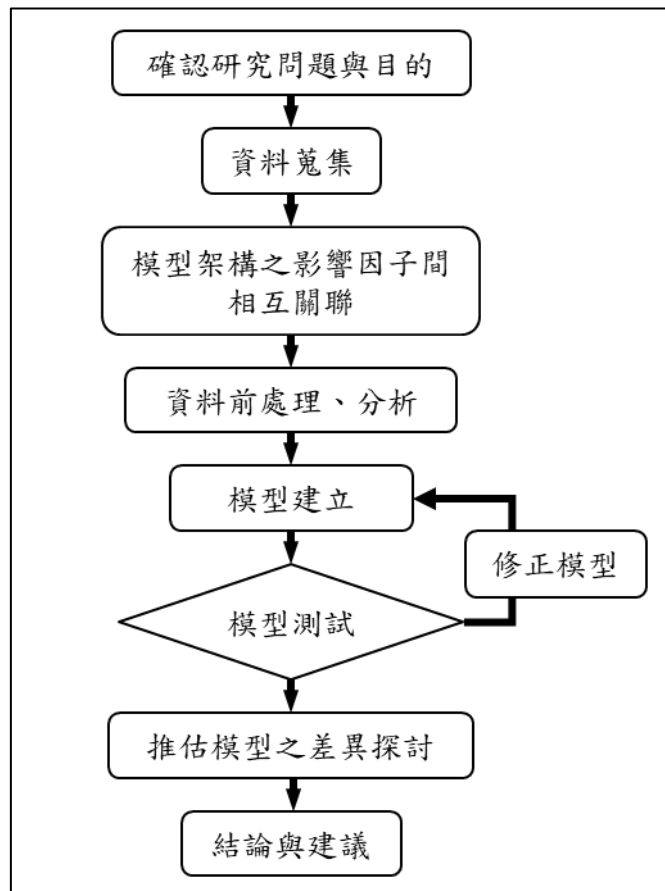 確認研究問題與目的
資料蒐集
模型架構之影響因子間
相互關聯
資料前處理、分析
模型建立
修正模型
模型測試
推估模型之差異探討
結論與建議